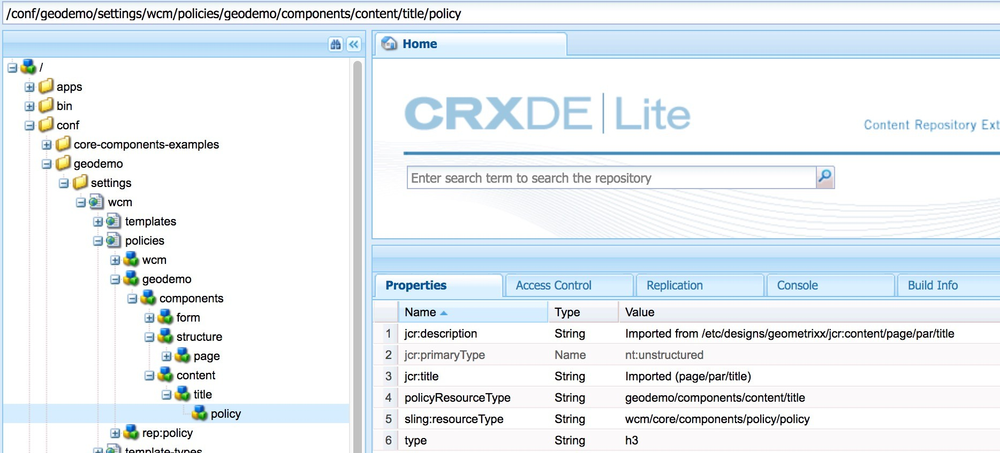 /conf/geodemo/settings/wcm/policies/geodemo/components/content/title/policy
/
apps
bin
conf
core-components-examples
geodemo
settings
wcm
templates
policies
wcm
geodemo
components
form
structure
page
content
title
policy
rep:policy
template-types
Home
CRXDE Lite
Content Repository Ext
Enter search term to search the repository
Properties Access Control Replication Console Build Info
Name Type Value
1 jcr:description String Imported from /etc/designs/geometrixx/jcr:content/page/par/title
2 jcr:primaryType Name nt:unstructured
3 jcr:title String Imported (page/par/title)
4 policyResourceType String geodemo/components/content/title
5 sling:resourceType String wcm/core/components/policy/policy
6 type String h3